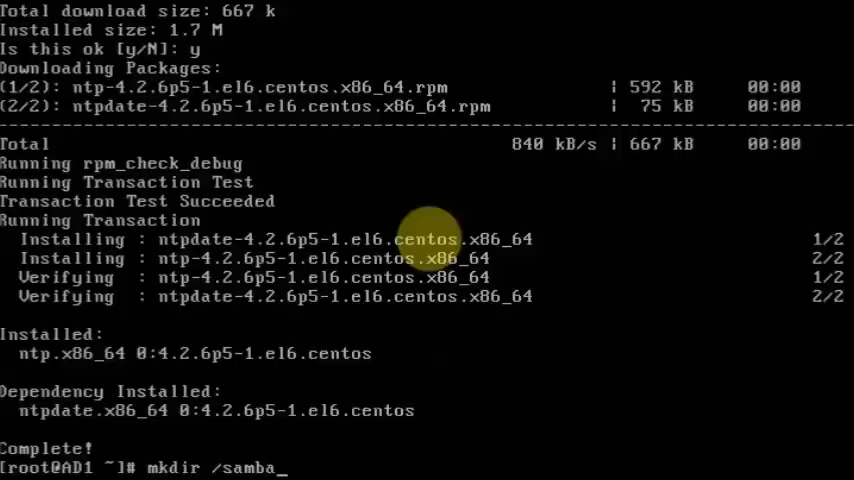 Total download size: 667 k
Installed size: 1.7 M
Is this ok [y/N]: y
Downloading Packages:
(1/2): ntp-4.2.6p5-1.el6.centos.x86_64.rpm | 592 kB 00:00
(2/2): ntpdate-4.2.6p5-1.el6.centos.x86_64.rpm | 75 kB 00:00
--------------------------------------------------------------------------------
Total 840 kB/s | 667 kB 00:00
Running rpm_check_debug
Running Transaction Test
Transaction Test Succeeded
Running Transaction
Installing : ntpdate-4.2.6p5-1.el6.centos.x86_64 1/2
Installing : ntp-4.2.6p5-1.el6.centos.x86_64 2/2
Verifying : ntp-4.2.6p5-1.el6.centos.x86_64 1/2
Verifying : ntpdate-4.2.6p5-1.el6.centos.x86_64 2/2
Installed:
ntp.x86_64 0:4.2.6p5-1.el6.centos
Dependency Installed:
ntpdate.x86_64 0:4.2.6p5-1.el6.centos
Complete!
[root@AD1 ~]# mkdir /samba_